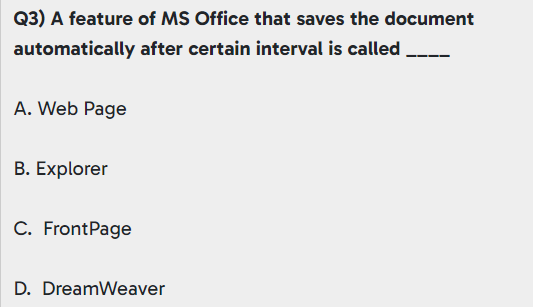 Q3) A feature of MS Office that saves the document
automatically after certain interval is called ____
A. Web Page
B. Explorer
C. FrontPage
D. DreamWeaver